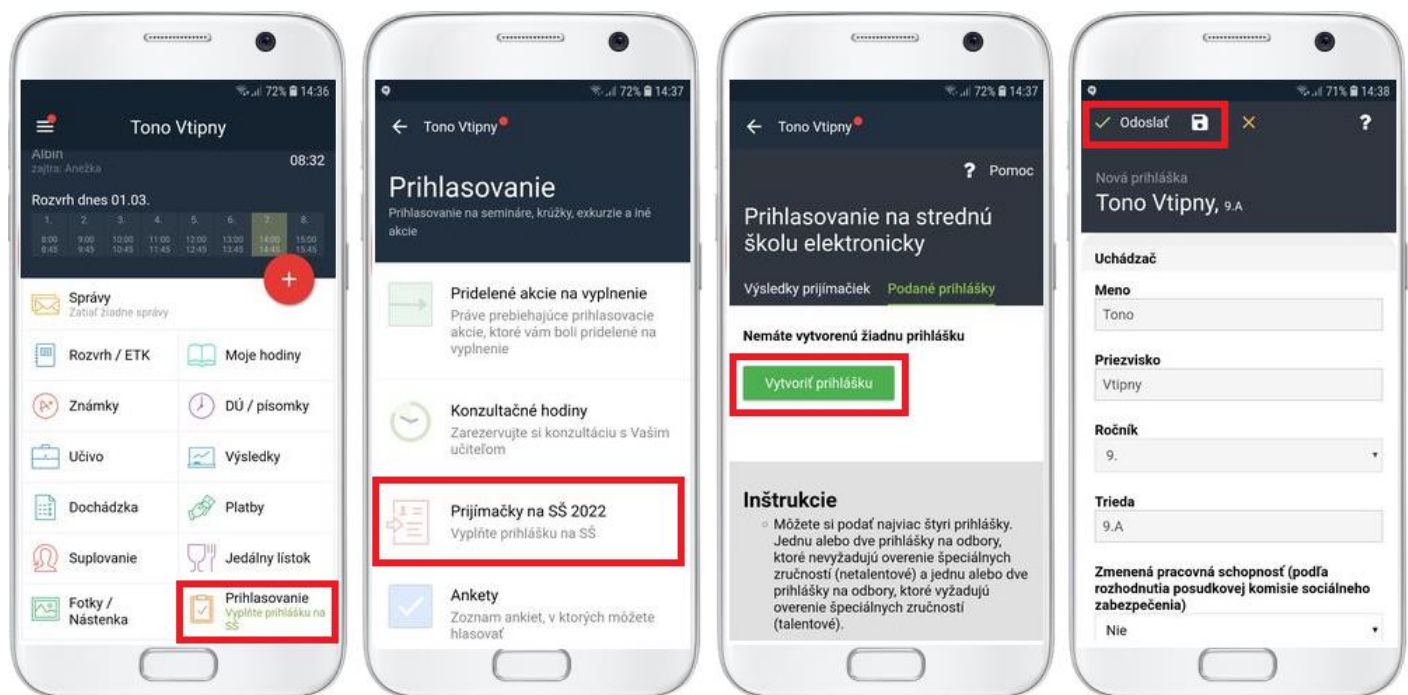 72% 14:36
Tono Vtipny
Albín
zajtra: Anežka
08:32
Rozvrh dnes 01.03.
1. 2. 3. 4. 5. 6. 7. 8.
8:00 9:00 10:00 11:00 12:00 13:00 14:00 15:00
8:45 9:45 10:45 11:45 12:45 13:45 14:45 15:45
+
Správy
Zatiaľ žiadne správy
Rozvrh / ETK
Moje hodiny
Známky
DÚ / písomky
Učivo
Výsledky
Dochádzka
Platby
Suplovanie
Jedálny lístok
Fotky /
Nástenka
Prihlasovanie
Vyplňte prihlášku na
SŠ
72% 14:37
Tono Vtipny
Prihlasovanie
Prihlasovanie na semináre, krúžky, exkurzie a iné
akcie
Pridelené akcie na vyplnenie
Práve prebiehajúce prihlasovacie
akcie, ktoré vám boli pridelené na
vyplnenie
Konzultačné hodiny
Zarezervujte si konzultáciu s Vašim
učiteľom
Prijímačky na SŠ 2022
Vyplňte prihlášku na SŠ
Ankety
Zoznam ankiet, v ktorých môžete
hlasovať
72% 14:37
Tono Vtipny
? Pomoc
Prihlasovanie na strednú
školu elektronicky
Výsledky prijímačiek Podané prihlášky
Nemáte vytvorenú žiadnu prihlášku
Vytvoriť prihlášku
Inštrukcie
Môžete si podať najviac štyri prihlášky.
Jednu alebo dve prihlášky na odbory,
ktoré nevyžadujú overenie špeciálnych
zručností (netalentové) a jednu alebo dve
prihlášky na odbory, ktoré vyžadujú
overenie špeciálnych zručností
(talentové).
71% 14:38
Odoslať
?
Nová prihláška
Tono Vtipny, 9.A
Uchádzač
Meno
Tono
Priezvisko
Vtipny
Ročník
9.
Trieda
9.A
Zmenená pracovná schopnosť (podľa
rozhodnutia posudkovej komisie sociálneho
zabezpečenia)
Nie